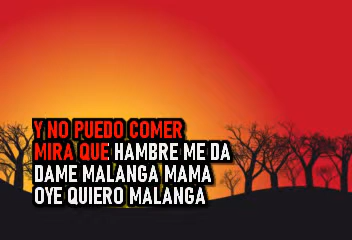 Y NO PUEDO COMER
MIRA QUE HAMBRE ME DA
DAME MALANGA MAMA
OYE QUIERO MALANGA